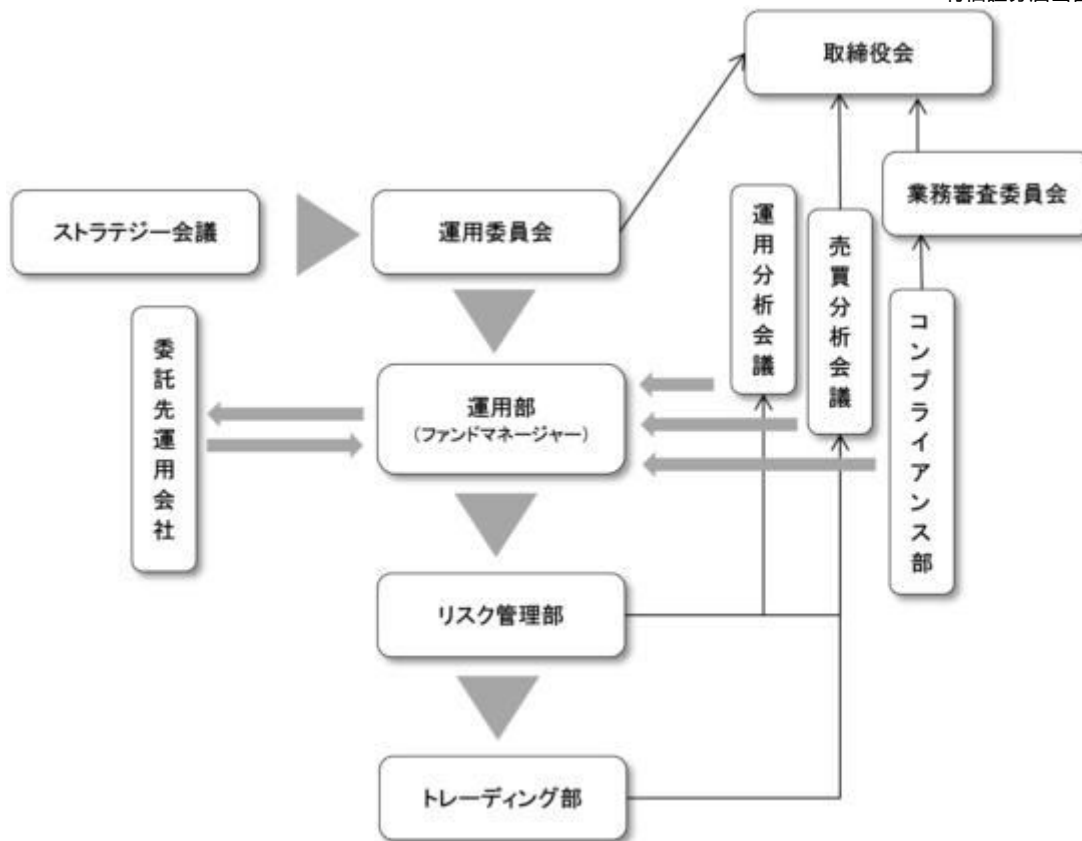 取締役会
業務審査委員会
ストラテジー会議
運用委員会
運用分析会議
売買分析会議
コンプライアンス部
委託先運用会社
運用部
（ファンドマネージャー）
リスク管理部
トレーディング部